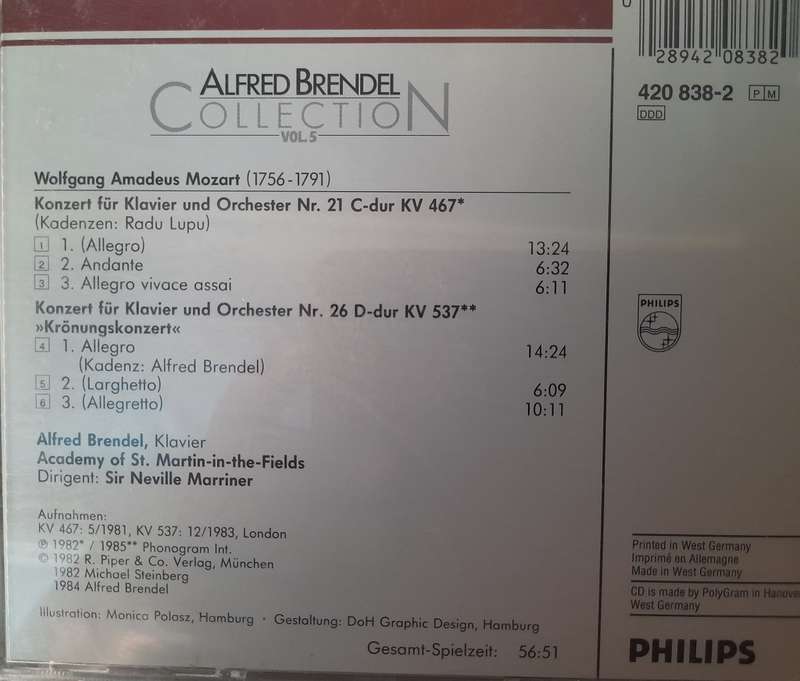 0
28942 08382
ALFRED BRENDEL
COLLECTION
VOL. 5
420 838-2 P M
DDD
Wolfgang Amadeus Mozart (1756-1791)
Konzert für Klavier und Orchester Nr. 21 C-dur KV 467*
(Kadenzen: Radu Lupu)
1 1. (Allegro) 13:24
2 2. Andante 6:32
3 3. Allegro vivace assai 6:11
Konzert für Klavier und Orchester Nr. 26 D-dur KV 537**
»Krönungskonzert«
4 1. Allegro 14:24
(Kadenz: Alfred Brendel)
5 2. (Larghetto) 6:09
6 3. (Allegretto) 10:11
PHILIPS
Alfred Brendel, Klavier
Academy of St. Martin-in-the-Fields
Dirigent: Sir Neville Marriner
Aufnahmen:
KV 467: 5/1981, KV 537: 12/1983, London
℗ 1982* / 1985** Phonogram Int.
© 1982 R. Piper & Co. Verlag, München
1982 Michael Steinberg
1984 Alfred Brendel
Illustration: Monica Polasz, Hamburg · Gestaltung: DoH Graphic Design, Hamburg
Gesamt-Spielzeit: 56:51
Printed in West Germany
Imprimé en Allemagne
Made in West Germany
CD is made by PolyGram in Hanove
West Germany
PHILIPS